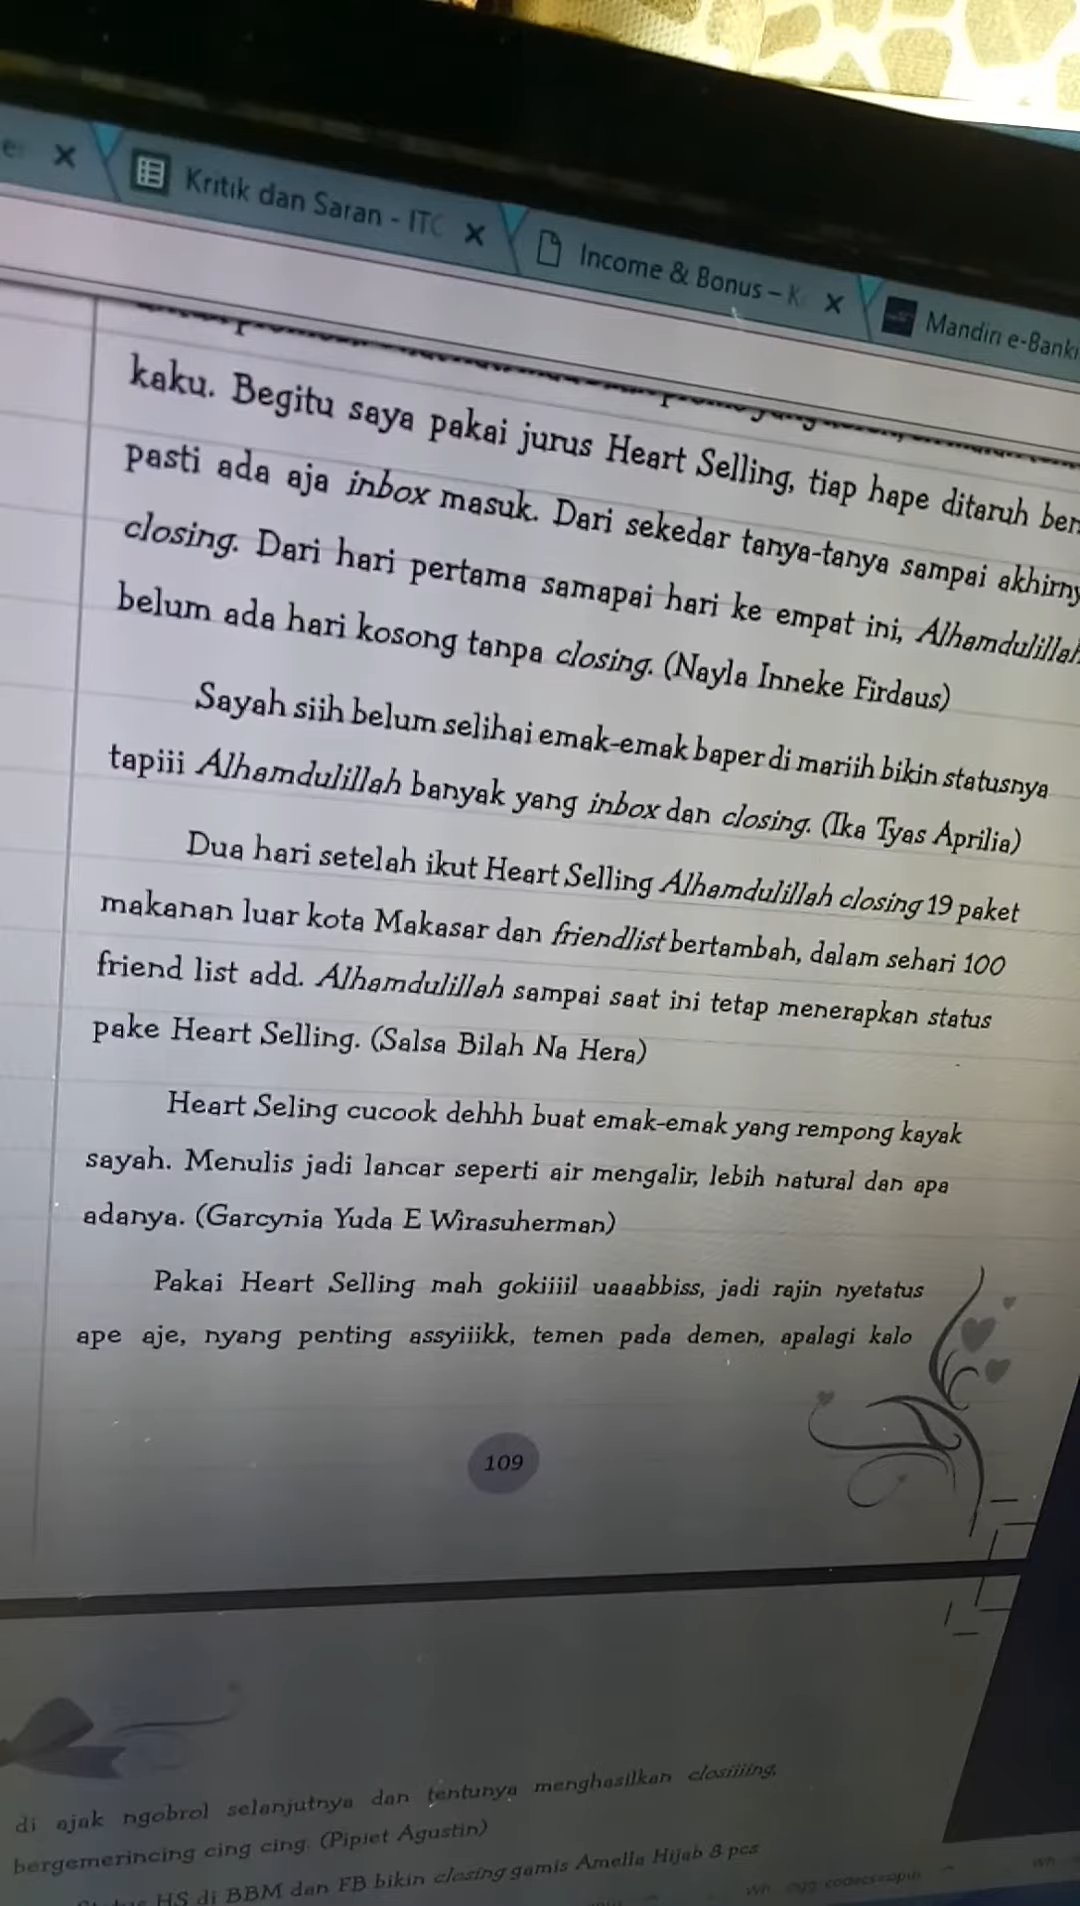 Kritik dan Saran - ITC
Income & Bonus – K
Mandiri e-Banki
kaku. Begitu saya pakai jurus Heart Selling, tiap hape ditaruh
pasti ada aja inbox masuk. Dari sekedar tanya-tanya sampai akhirny
closing. Dari hari pertama samapai hari ke empat ini, Alhamdulillah
belum ada hari kosong tanpa closing. (Nayla Inneke Firdaus)
Sayah siih belum selihai emak-emak baper di mariih bikin statusnya
tapiii Alhamdulillah banyak yang inbox dan closing. (Ika Tyas Aprilia)
Dua hari setelah ikut Heart Selling Alhamdulillah closing 19 paket
makanan luar kota Makasar dan friendlist bertambah, dalam sehari 100
friend list add. Alhamdulillah sampai saat ini tetap menerapkan status
pake Heart Selling. (Salsa Bilah Na Hera)
Heart Seling cucook dehhh buat emak-emak yang rempong kayak
sayah. Menulis jadi lancar seperti air mengalir, lebih natural dan apa
adanya. (Garcynia Yuda E Wirasuherman)
Pakai Heart Selling mah gokiiiil uaaabbiss, jadi rajin nyetatus
ape aje, nyang penting assyiiikk, temen pada demen, apalagi kalo
109
di ajak ngobrol selanjutnya dan tentunya menghasilkan closiiiing,
bergemerincing cing cing. (Pipiet Agustin)
HS di BBM dan FB bikin closing gamis Amelia Hijab 8 pcs